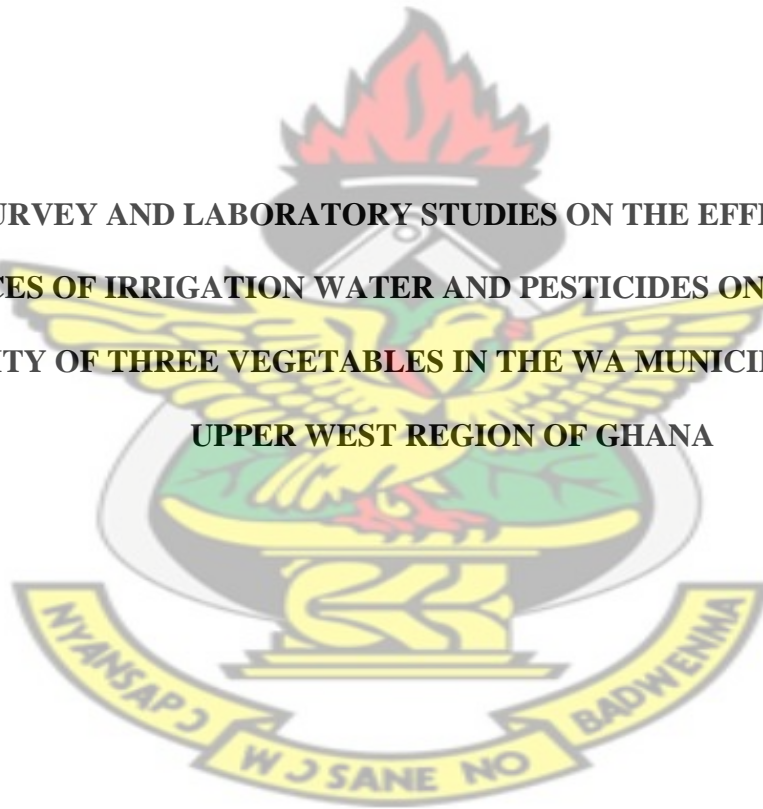 URVEY AND LABORATORY STUDIES ON THE EFF
CES OF IRRIGATION WATER AND PESTICIDES ON
ITY OF THREE VEGETABLES IN THE WA MUNICI
UPPER WEST REGION OF GHANA
NYANSAPƆ WƆ SANE NO BADWENMA